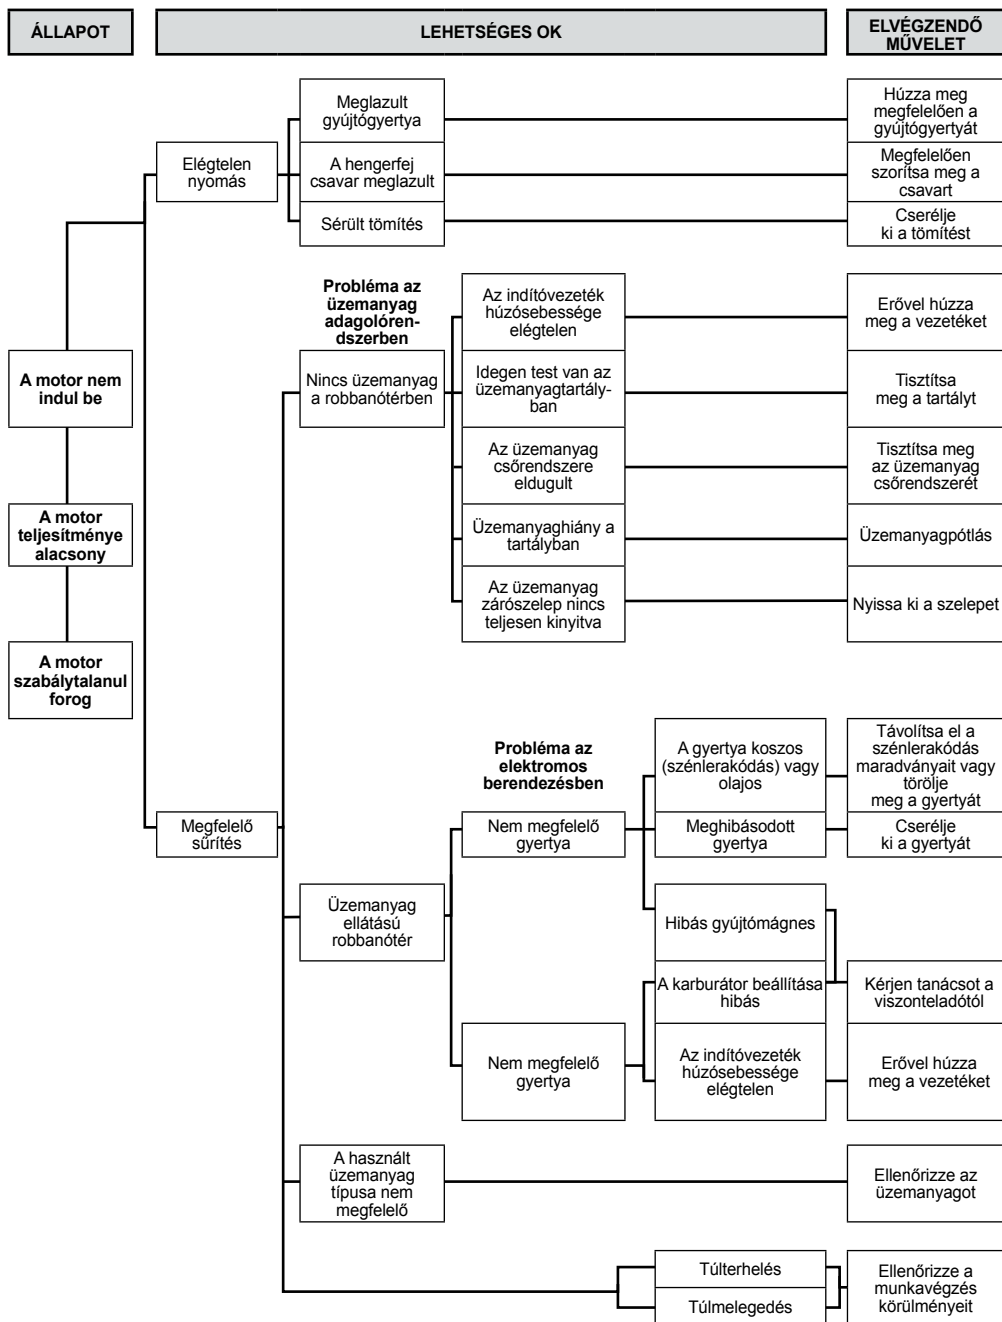 ÁLLAPOT
LEHETSÉGES OK
ELVÉGZENDŐ
MŰVELET
Meglazult
gyújtógyertya
Húzza meg
megfelelően a
gyújtógyertyát
Elégtelen
nyomás
A hengerfej
csavar meglazult
Megfelelően
szorítsa meg a
csavart
Sérült tömítés
Cserélje
ki a tömítést
Probléma az
üzemanyag
adagolóren-
dszerben
Az indítóvezeték
húzósebessége
elégtelen
Erővel húzza
meg a vezetéket
A motor nem
indul be
Nincs üzemanyag
a robbanótérben
Idegen test van az
üzemanyagtartály-
ban
Tisztítsa
meg a tartályt
Az üzemanyag
csőrendszere
eldugult
Tisztítsa meg
az üzemanyag
csőrendszerét
A motor
teljesítménye
alacsony
Üzemanyaghiány a
tartályban
Üzemanyagpótlás
Az üzemanyag
zárószelep nincs
teljesen kinyitva
Nyissa ki a szelepet
A motor
szabálytalanul
forog
Probléma az
elektromos
berendezésben
A gyertya koszos
(szénlerakódás) vagy
olajos
Távolítsa el a
szénlerakódás
maradványait vagy
törölje
meg a gyertyát
Megfelelő
sűrítés
Nem megfelelő
gyertya
Meghibásodott
gyertya
Cserélje
ki a gyertyát
Üzemanyag
ellátású
robbanótér
Hibás gyújtómágnes
A karburátor beállítása
hibás
Kérjen tanácsot a
viszonteladótól
Nem megfelelő
gyertya
Az indítóvezeték
húzósebessége
elégtelen
Erővel húzza
meg a vezetéket
A használt
üzemanyag
típusa nem
megfelelő
Ellenőrizze az
üzemanyagot
Túlterhelés
Túlmelegedés
Ellenőrizze a
munkavégzés
körülményeit